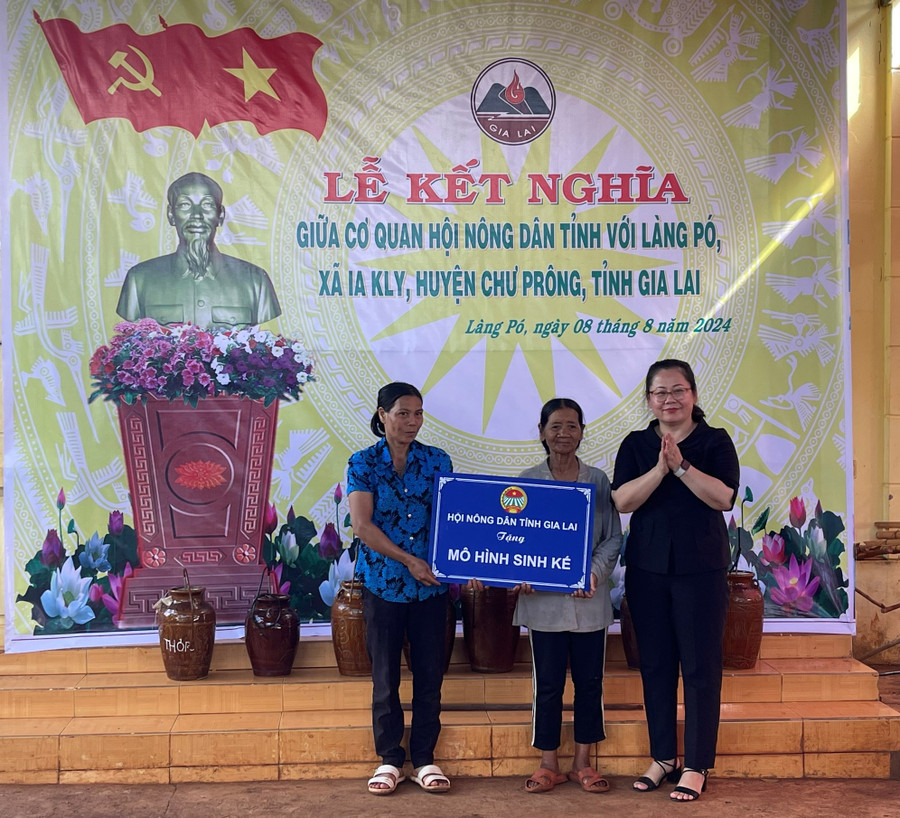 GIA LAI
LỄ KẾT NGHĨA
GIỮA CƠ QUAN HỘI NÔNG DÂN TỈNH VỚI LÀNG PÓ,
XÃ IA KLY, HUYỆN CHƯ PRÔNG, TỈNH GIA LAI
Làng Pó, ngày 08 tháng 8 năm 2024
HỘI NÔNG DÂN TỈNH GIA LAI
Tặng
MÔ HÌNH SINH KẾ